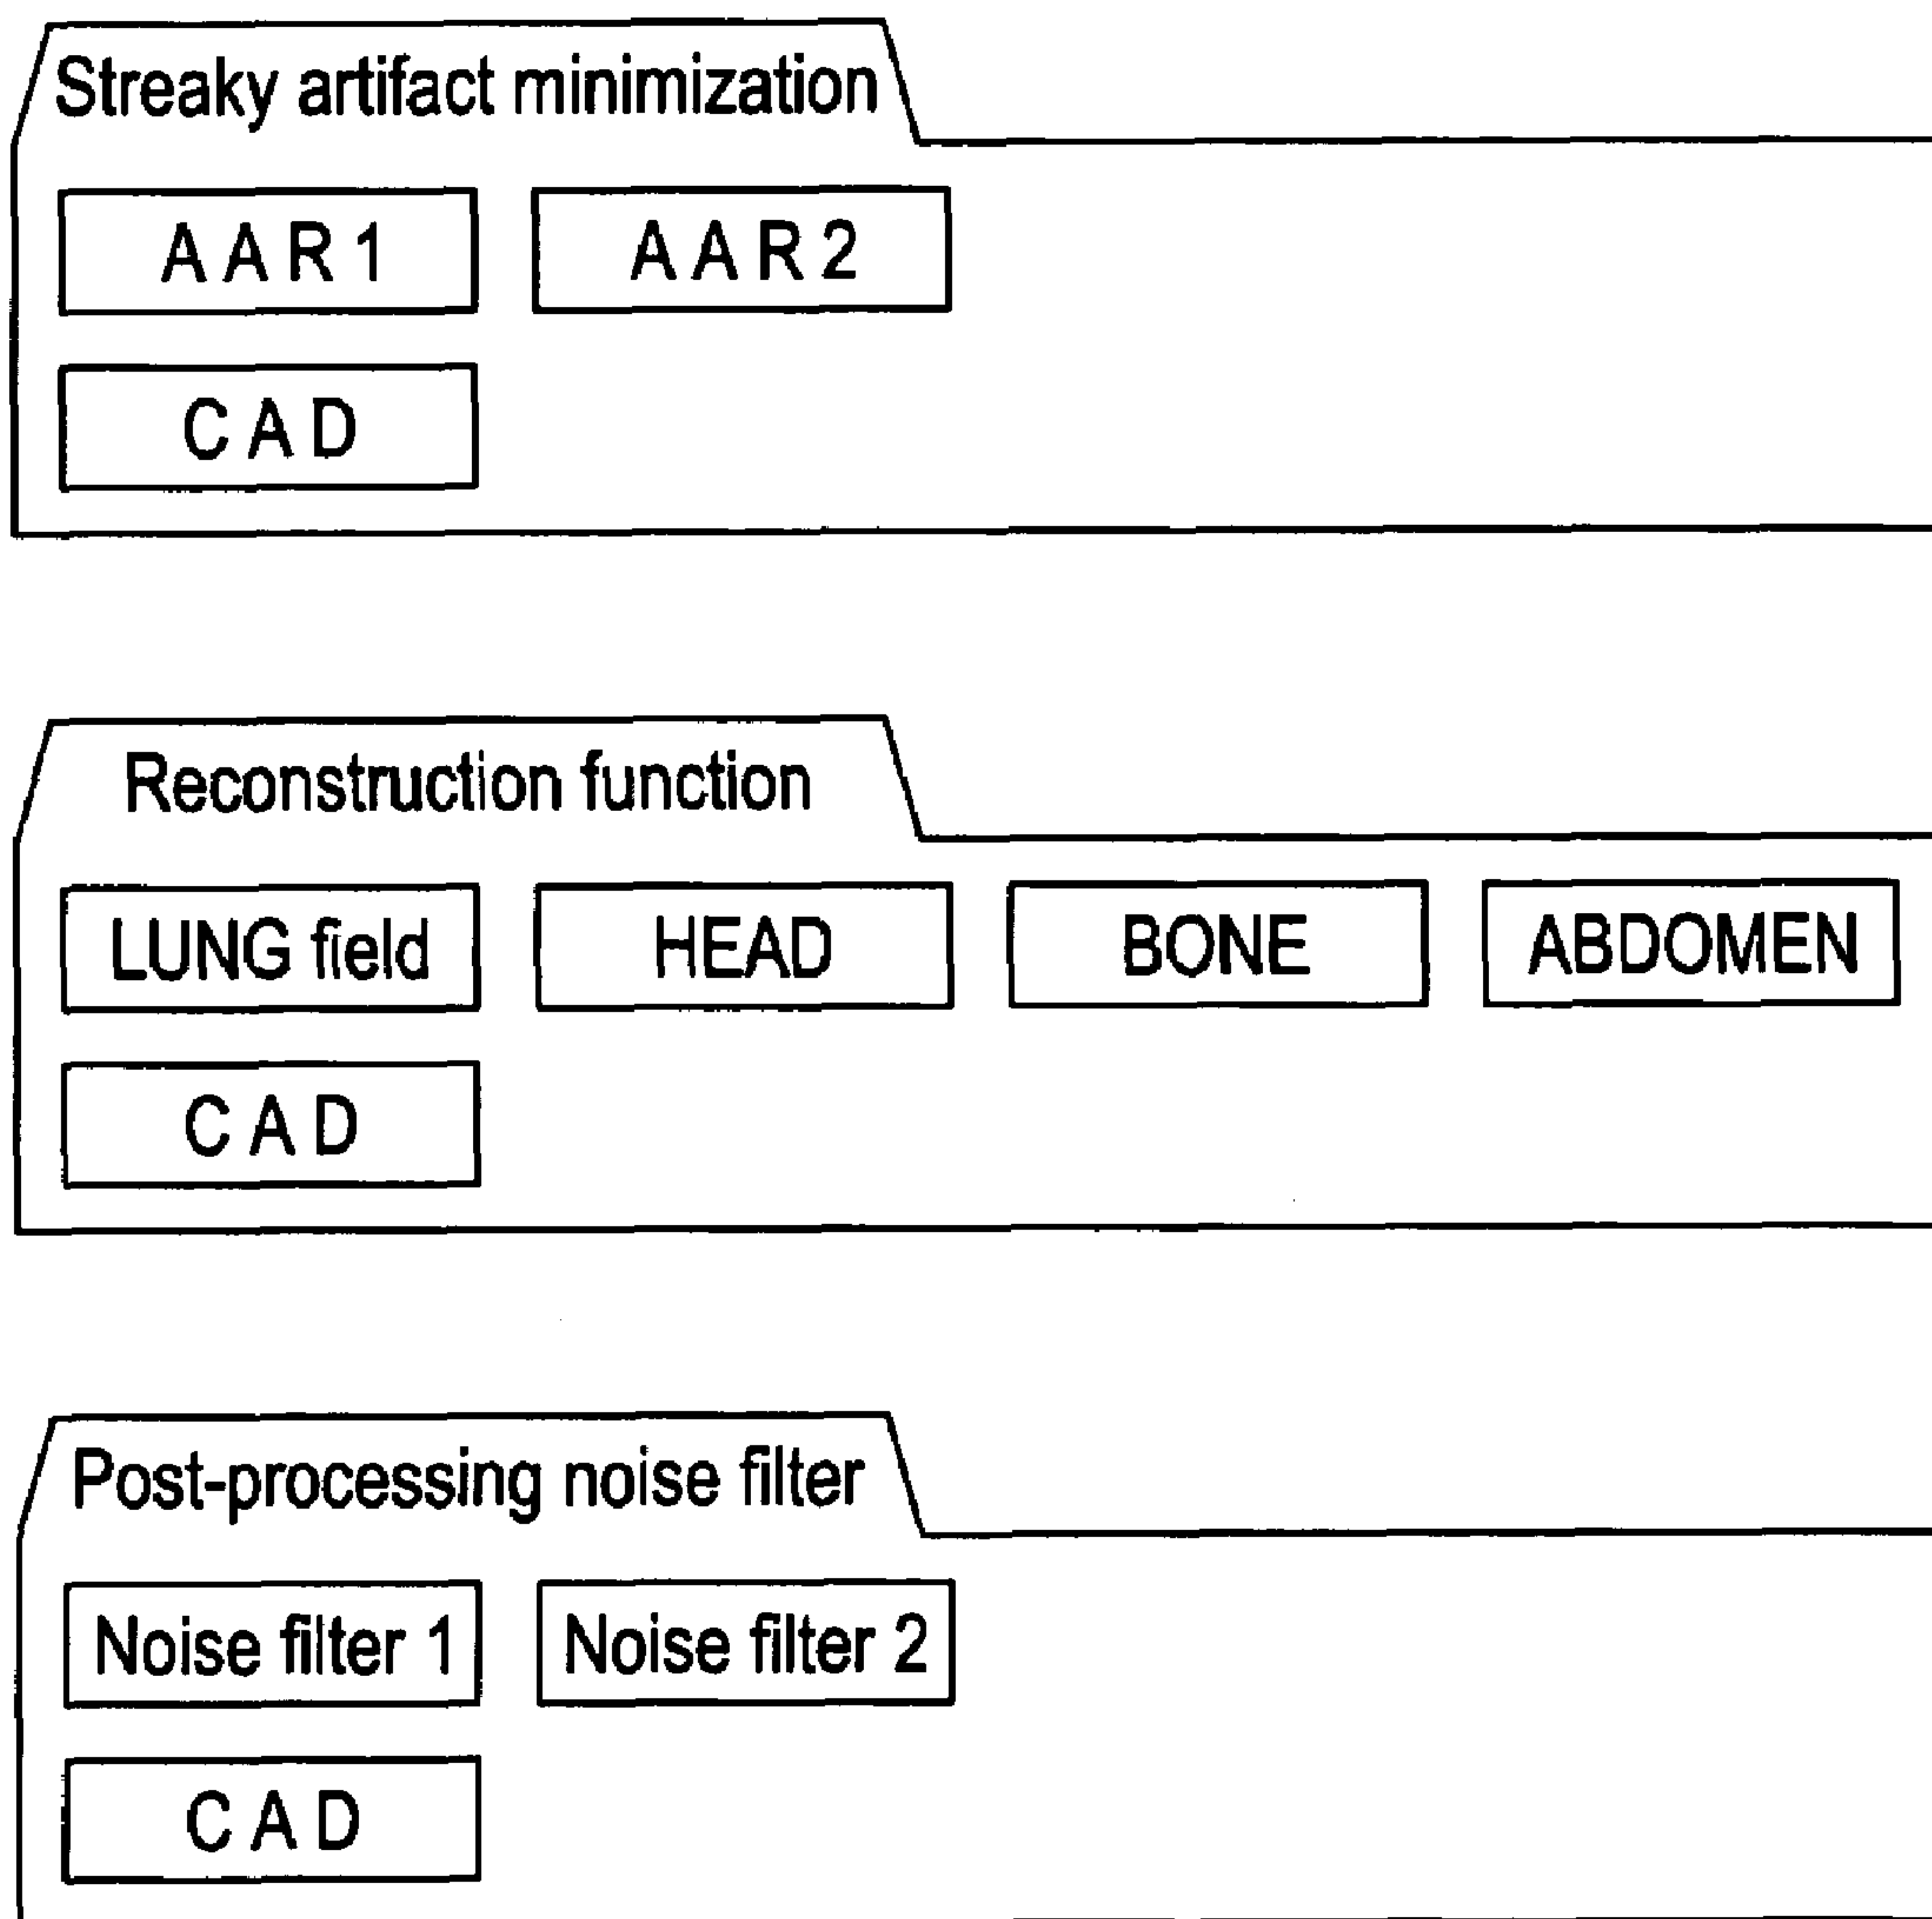 Streaky artifact minimization
AAR1 AAR2
CAD
Reconstruction function
LUNG field HEAD BONE ABDOMEN
CAD
Post-processing noise filter
Noise filter 1 Noise filter 2
CAD